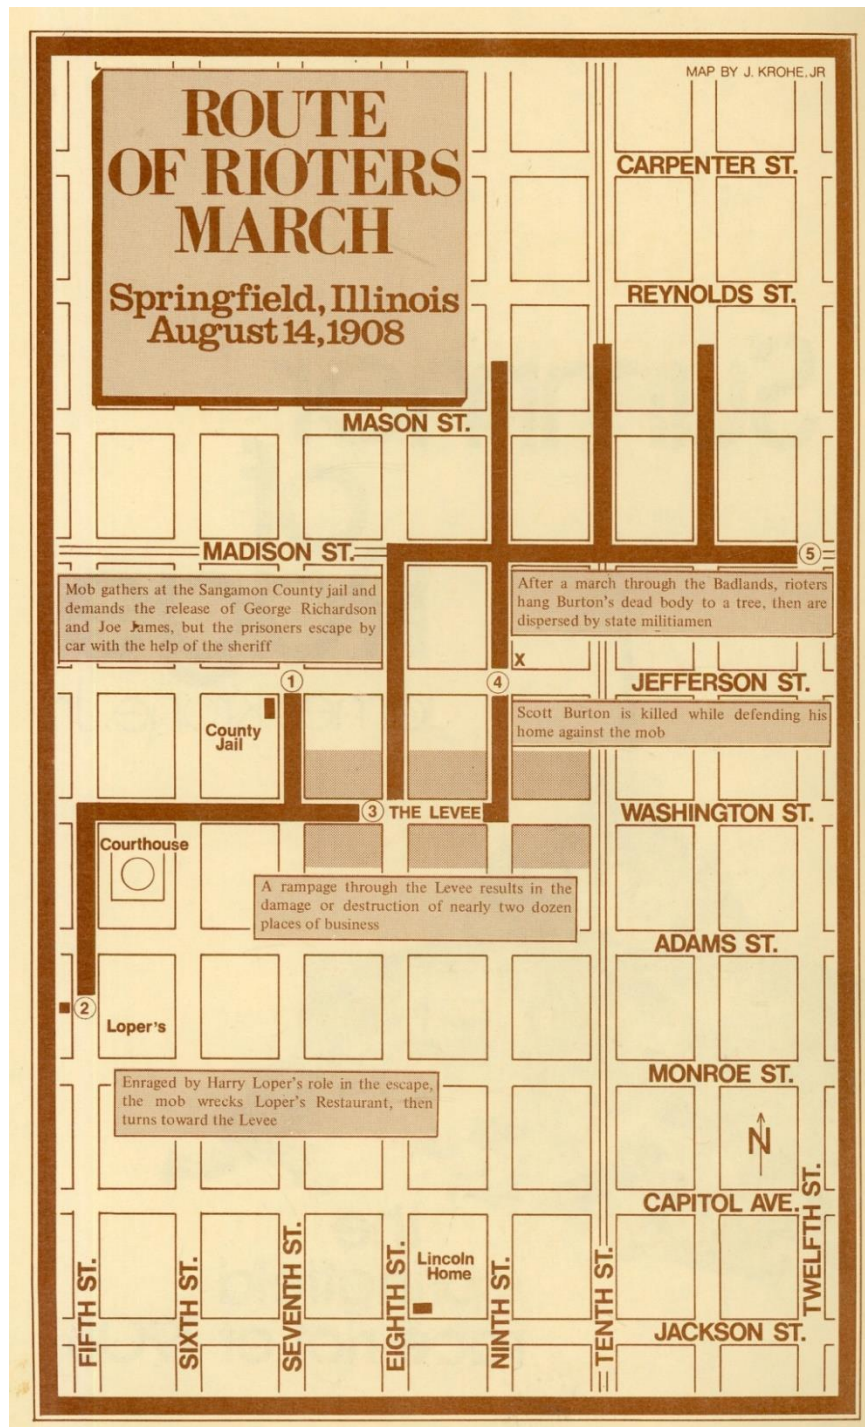 MAP BY J. KROHE, JR
ROUTE
OF RIOTERS
MARCH
Springfield, Illinois
August 14, 1908
CARPENTER ST.
REYNOLDS ST.
MASON ST.
MADISON ST.
5
Mob gathers at the Sangamon County jail and
demands the release of George Richardson
and Joe James, but the prisoners escape by
car with the help of the sheriff
After a march through the Badlands, rioters
hang Burton's dead body to a tree, then are
dispersed by state militiamen
X
1
4
JEFFERSON ST.
County
Jail
Scott Burton is killed while defending his
home against the mob
3
THE LEVEE
WASHINGTON ST.
Courthouse
A rampage through the Levee results in the
damage or destruction of nearly two dozen
places of business
ADAMS ST.
2
Loper's
Enraged by Harry Loper's role in the escape,
the mob wrecks Loper's Restaurant, then
turns toward the Levee
MONROE ST.
N
CAPITOL AVE.
Lincoln
Home
FIFTH ST.
SIXTH ST.
SEVENTH ST.
EIGHTH ST.
NINTH ST.
TENTH ST.
TWELFTH ST.
JACKSON ST.